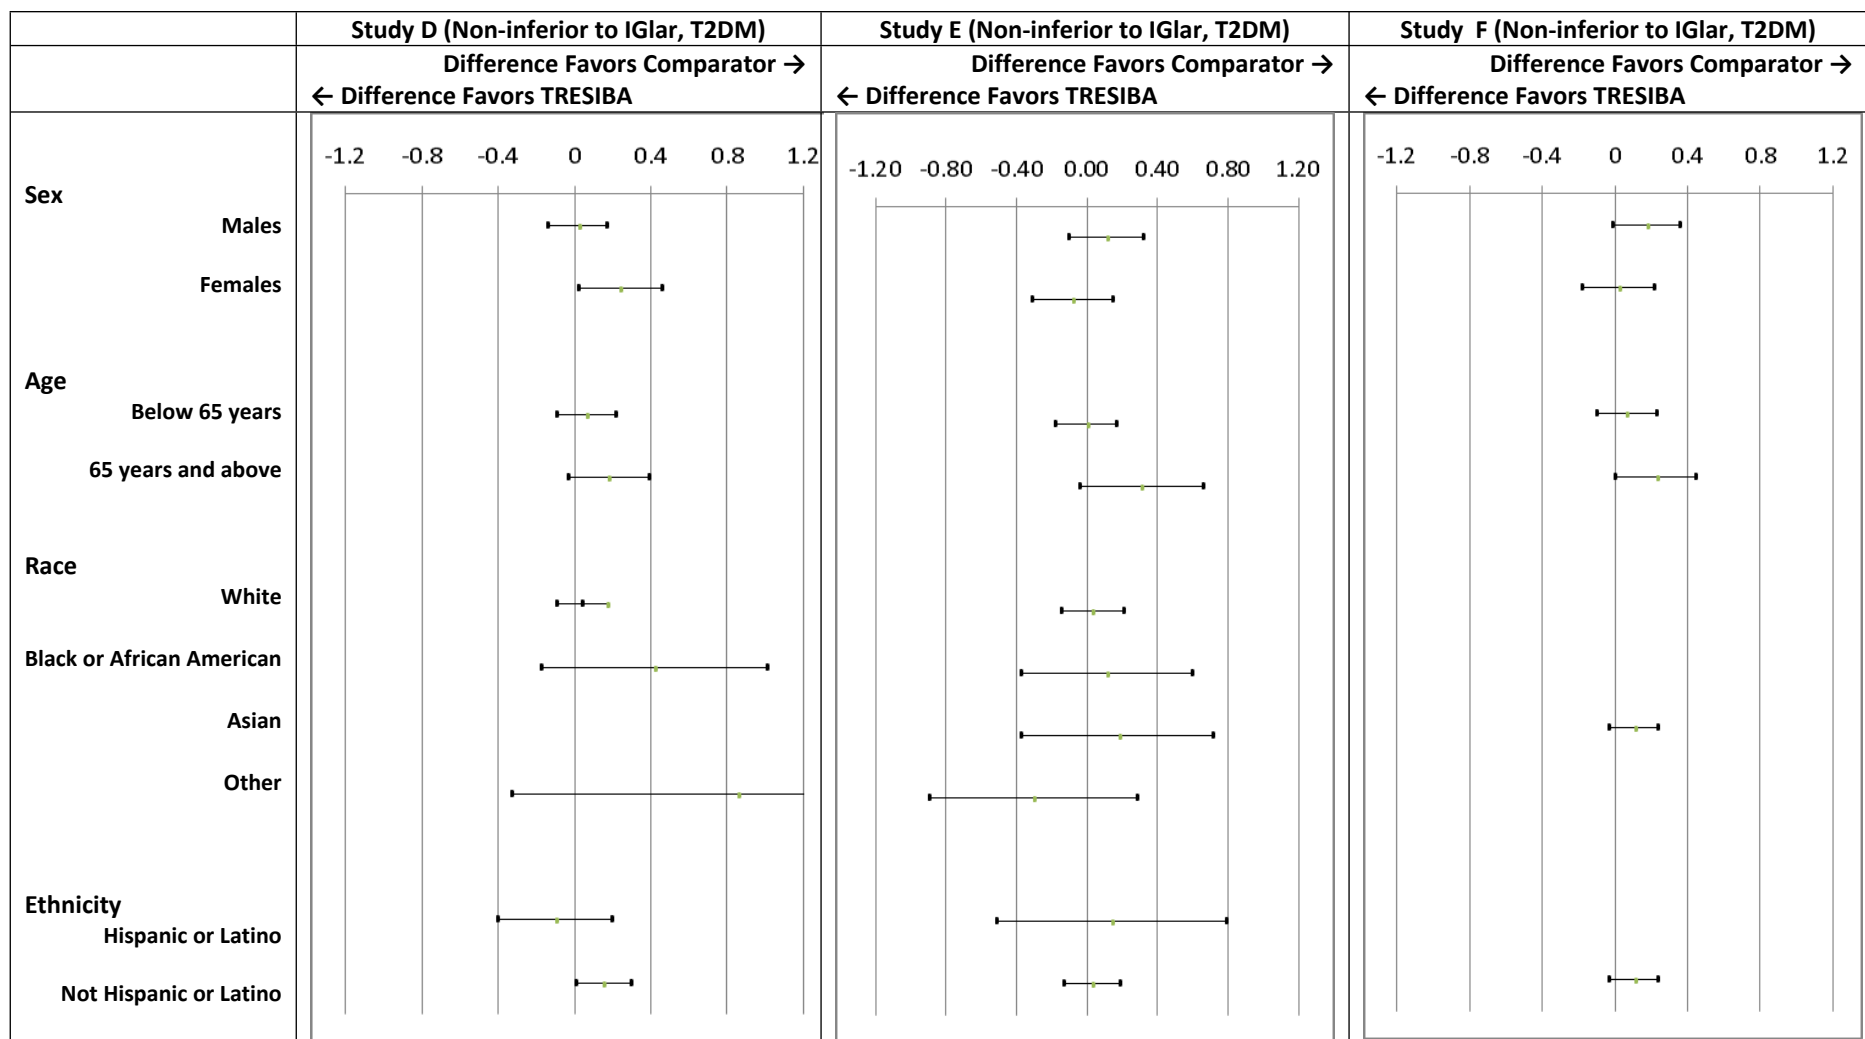 Study D (Non-inferior to IGlar, T2DM) Study E (Non-inferior to IGlar, T2DM) Study F (Non-inferior to IGlar, T2DM)
Difference Favors Comparator → Difference Favors Comparator → Difference Favors Comparator →
← Difference Favors TRESIBA ← Difference Favors TRESIBA ← Difference Favors TRESIBA
-1.2 -0.8 -0.4 0 0.4 0.8 1.2 -1.20 -0.80 -0.40 0.00 0.40 0.80 1.20 -1.2 -0.8 -0.4 0 0.4 0.8 1.2
Sex
Males
Females
Age
Below 65 years
65 years and above
Race
White
Black or African American
Asian
Other
Ethnicity
Hispanic or Latino
Not Hispanic or Latino